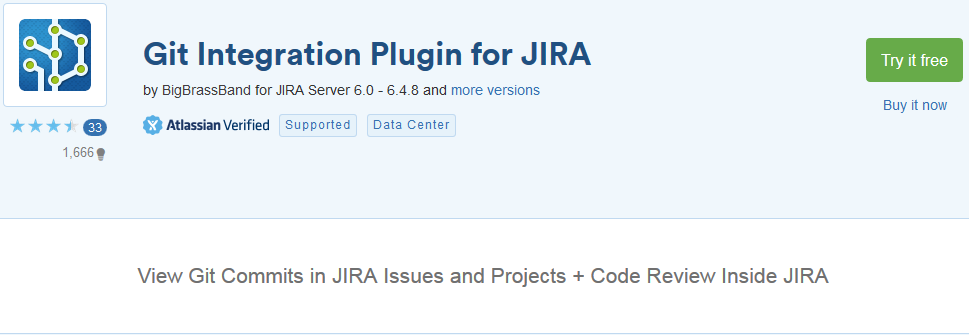 Git Integration Plugin for JIRA
by BigBrassBand for JIRA Server 6.0 - 6.4.8 and more versions
Atlassian Verified Supported Data Center
33
1,666
Try it free
Buy it now
View Git Commits in JIRA Issues and Projects + Code Review Inside JIRA